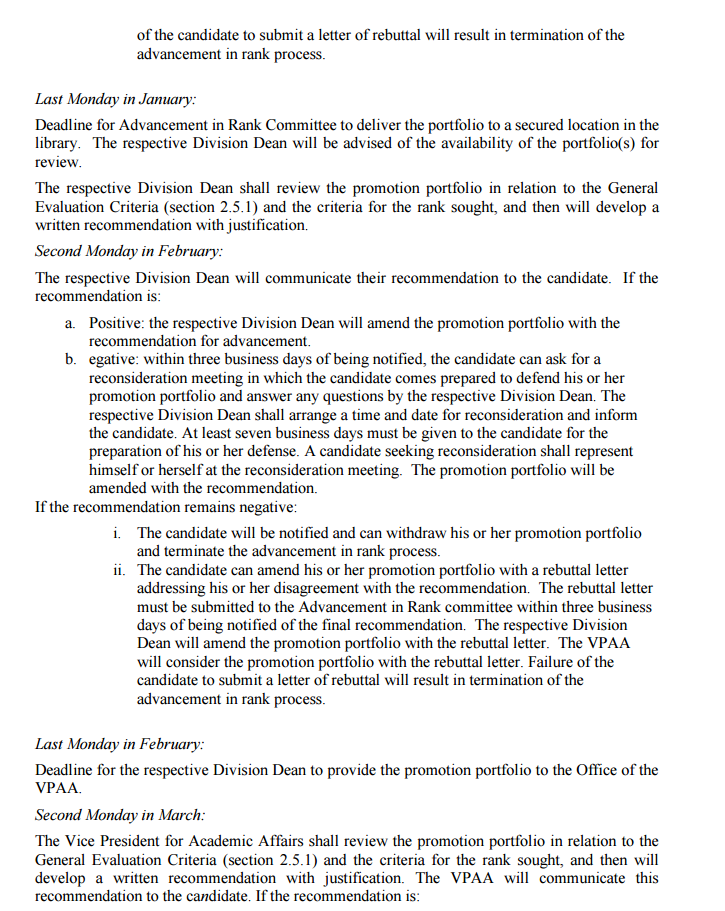 of the candidate to submit a letter of rebuttal will result in termination of the
advancement in rank process.
Last Monday in January:
Deadline for Advancement in Rank Committee to deliver the portfolio to a secured location in the
library. The respective Division Dean will be advised of the availability of the portfolio(s) for
review.
The respective Division Dean shall review the promotion portfolio in relation to the General
Evaluation Criteria (section 2.5.1) and the criteria for the rank sought, and then will develop a
written recommendation with justification.
Second Monday in February:
The respective Division Dean will communicate their recommendation to the candidate. If the
recommendation is:
a. Positive: the respective Division Dean will amend the promotion portfolio with the
recommendation for advancement.
b. egative: within three business days of being notified, the candidate can ask for a
reconsideration meeting in which the candidate comes prepared to defend his or her
promotion portfolio and answer any questions by the respective Division Dean. The
respective Division Dean shall arrange a time and date for reconsideration and inform
the candidate. At least seven business days must be given to the candidate for the
preparation of his or her defense. A candidate seeking reconsideration shall represent
himself or herself at the reconsideration meeting. The promotion portfolio will be
amended with the recommendation.
If the recommendation remains negative:
i. The candidate will be notified and can withdraw his or her promotion portfolio
and terminate the advancement in rank process.
ii. The candidate can amend his or her promotion portfolio with a rebuttal letter
addressing his or her disagreement with the recommendation. The rebuttal letter
must be submitted to the Advancement in Rank committee within three business
days of being notified of the final recommendation. The respective Division
Dean will amend the promotion portfolio with the rebuttal letter. The VPAA
will consider the promotion portfolio with the rebuttal letter. Failure of the
candidate to submit a letter of rebuttal will result in termination of the
advancement in rank process.
Last Monday in February:
Deadline for the respective Division Dean to provide the promotion portfolio to the Office of the
VPAA.
Second Monday in March:
The Vice President for Academic Affairs shall review the promotion portfolio in relation to the
General Evaluation Criteria (section 2.5.1) and the criteria for the rank sought, and then will
develop a written recommendation with justification. The VPAA will communicate this
recommendation to the candidate. If the recommendation is: